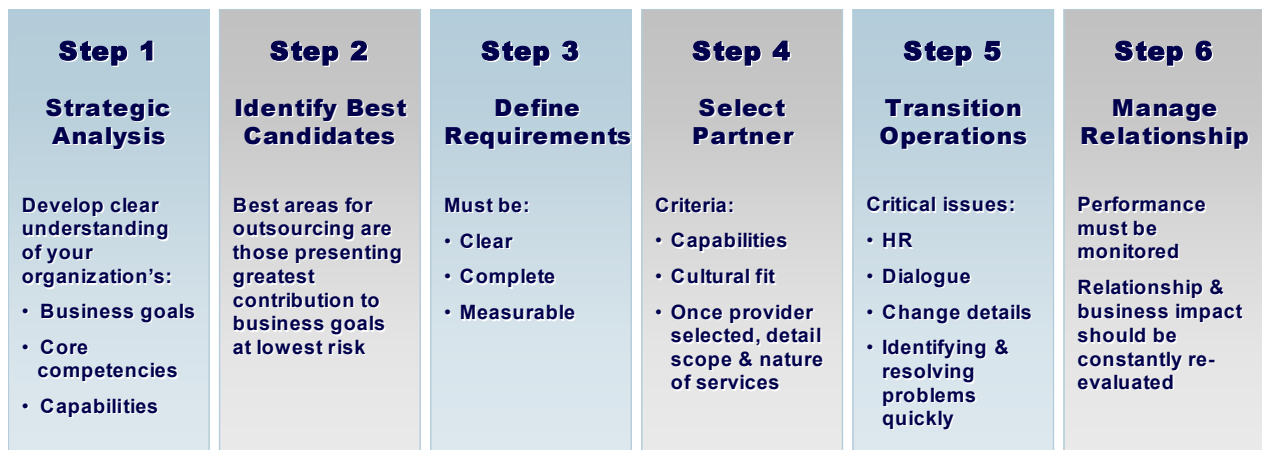 Step 1
Strategic
Analysis
Develop clear
understanding
of your
organization's:
• Business goals
• Core
competencies
• Capabilities
Step 2
Identify Best
Candidates
Best areas for
outsourcing are
those presenting
greatest
contribution to
business goals
at lowest risk
Step 3
Define
Requirements
Must be:
• Clear
• Complete
• Measurable
Step 4
Select
Partner
Criteria:
• Capabilities
• Cultural fit
• Once provider
selected, detail
scope & nature
of services
Step 5
Transition
Operations
Critical issues:
• HR
• Dialogue
• Change details
• Identifying &
resolving
problems
quickly
Step 6
Manage
Relationship
Performance
must be
monitored
Relationship &
business impact
should be
constantly re-
evaluated